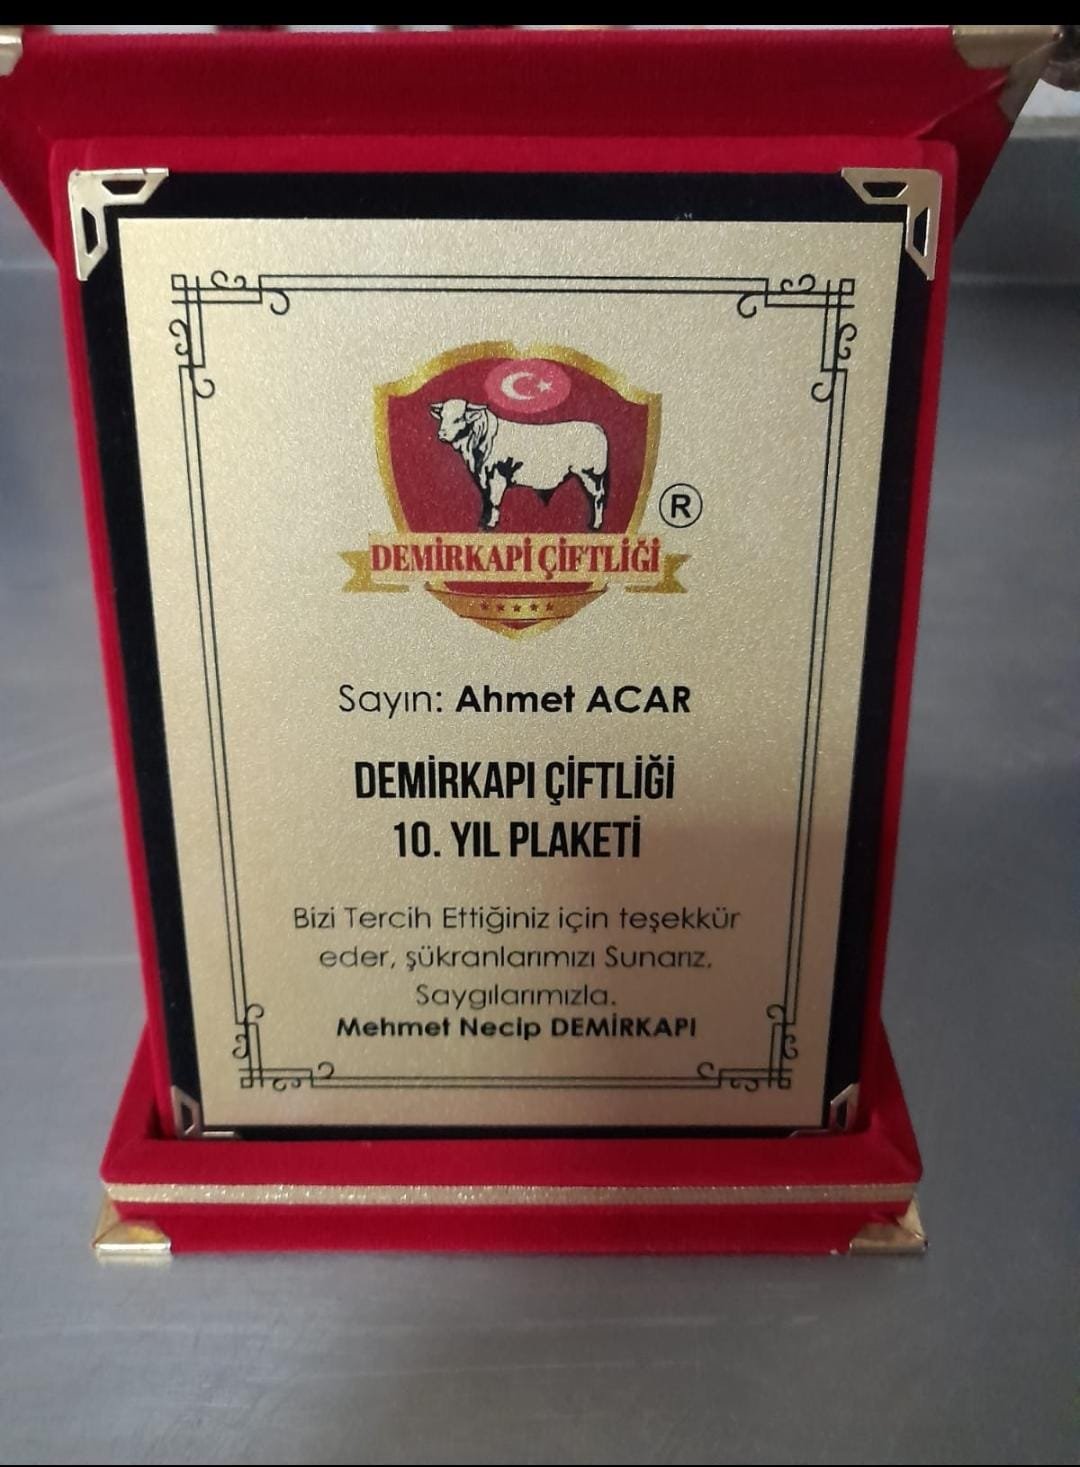 DEMİRKAPI ÇİFTLİĞİ
®
Sayın: Ahmet ACAR
DEMİRKAPI ÇİFTLİĞİ
10. YIL PLAKETİ
Bizi Tercih Ettiğiniz için teşekkür
eder, şükranlarımızı Sunarız.
Saygılarımızla.
Mehmet Necip DEMİRKAPI